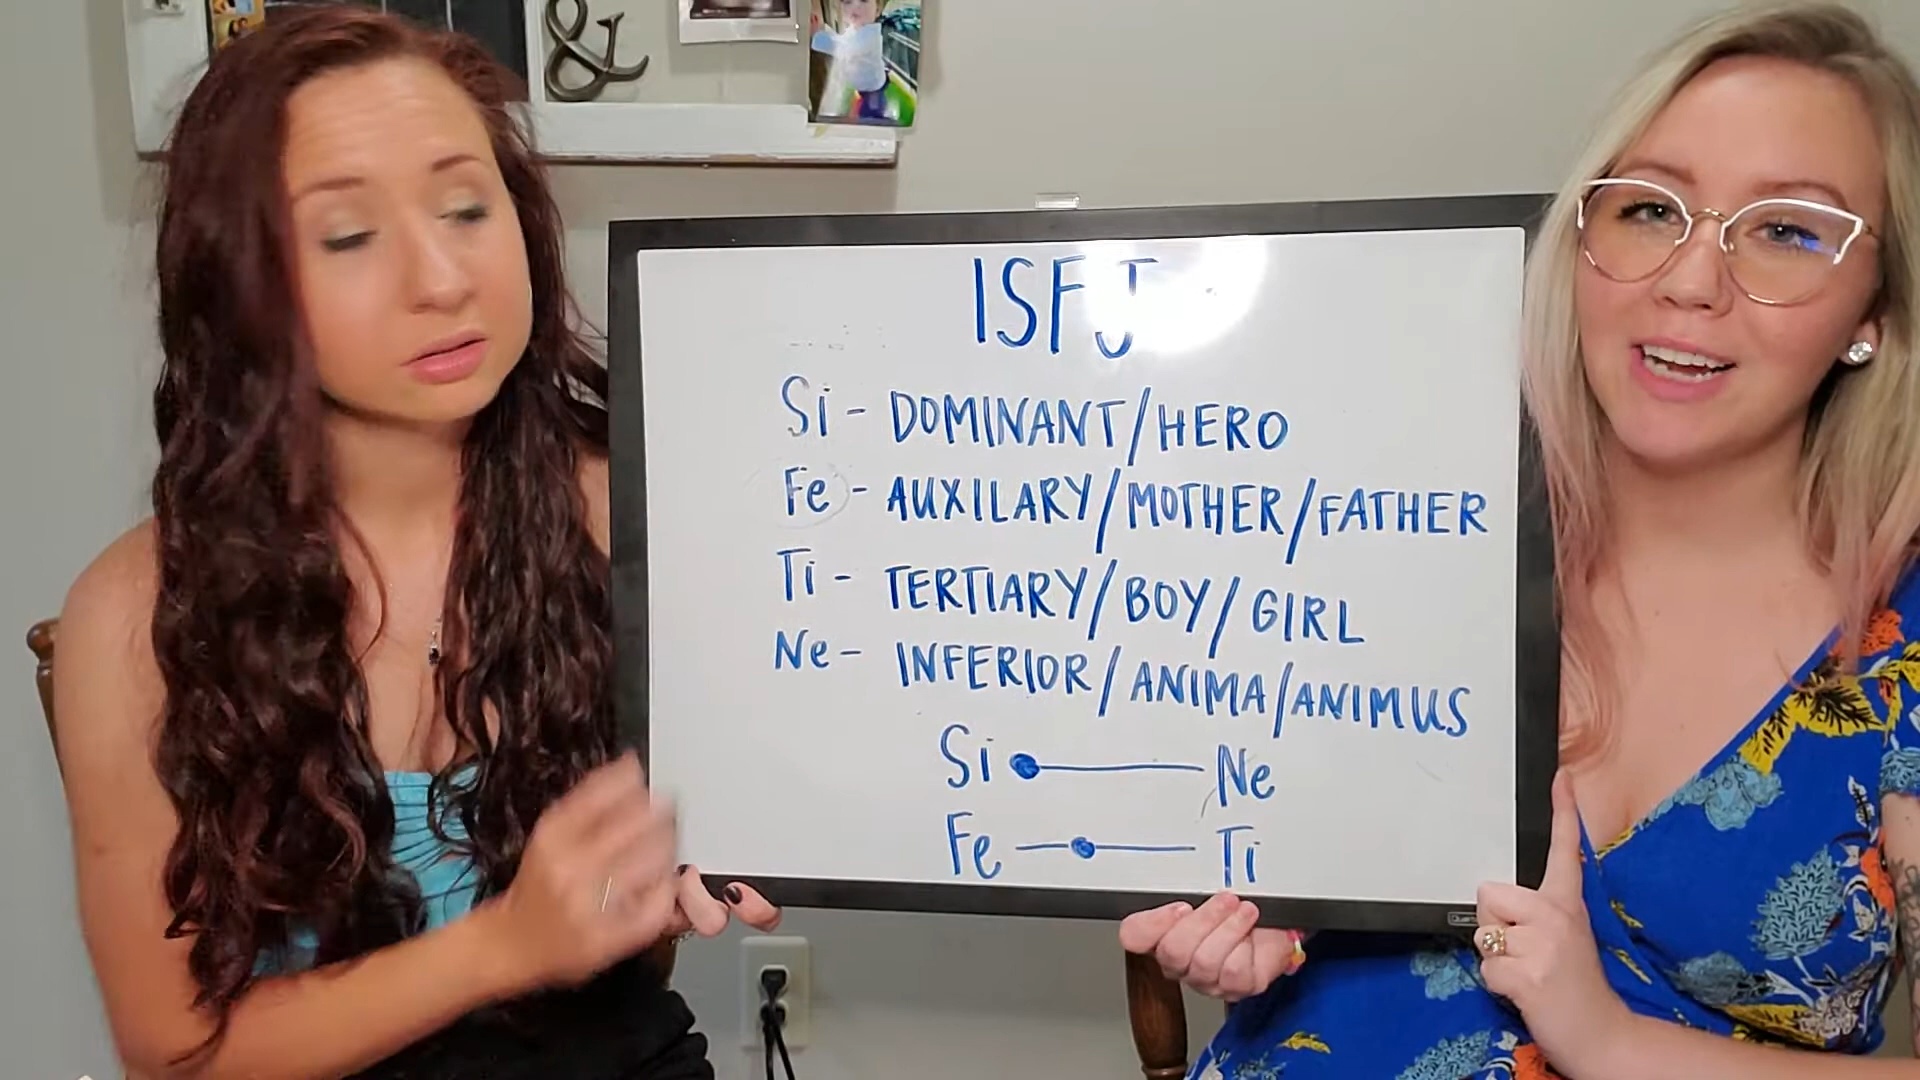 ISFJ
Si - DOMINANT/HERO
Fe - AUXILARY/MOTHER/FATHER
Ti - TERTIARY/BOY/GIRL
Ne - INFERIOR/ANIMA/ANIMUS
Si Ne
Fe Ti